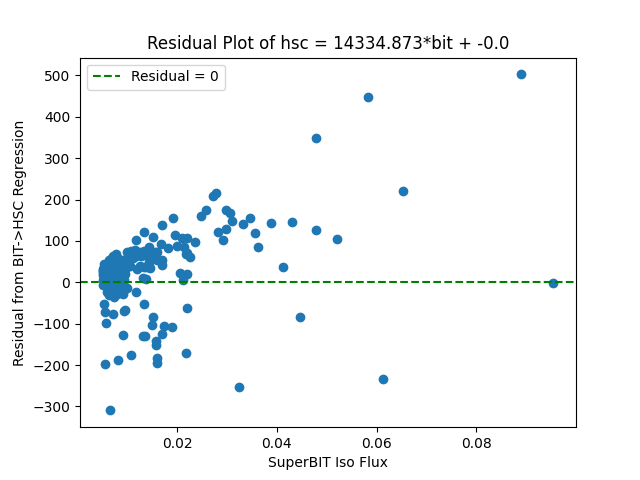 Residual Plot of hsc = 14334.873*bit + -0.0
Residual = 0
Residual from BIT->HSC Regression
500
400
300
200
100
0
−100
−200
−300
0.02 0.04 0.06 0.08
SuperBIT Iso Flux